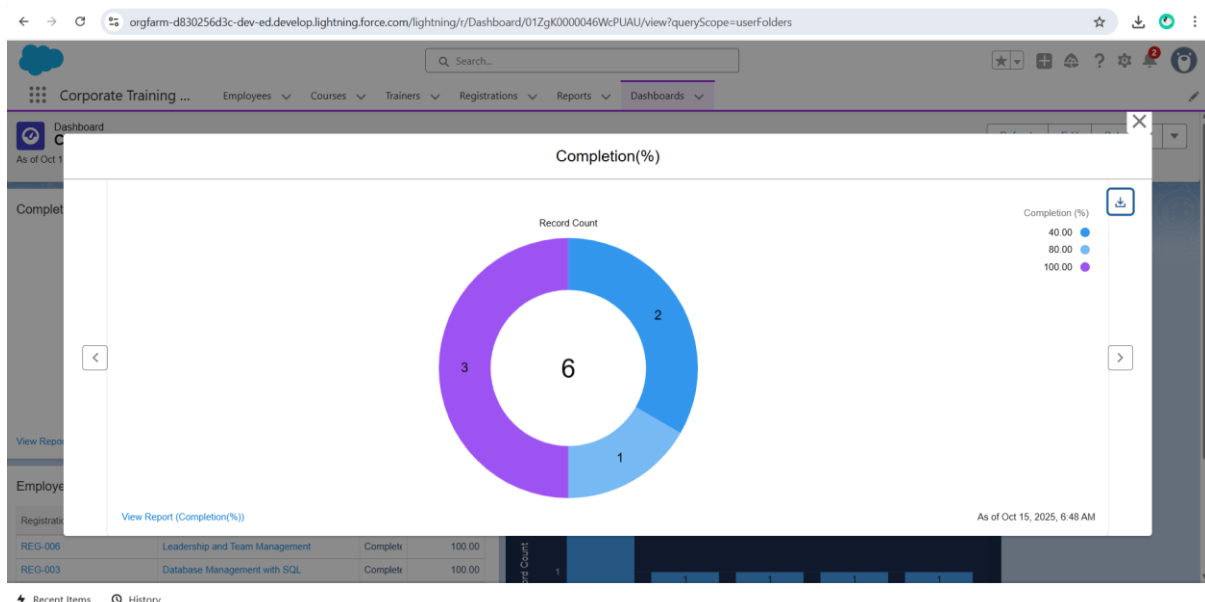 orgfarm-d830256d3c-dev-ed.develop.lightning.force.com/lightning/r/Dashboard/01ZgK0000046WcPUAU/view?queryScope=userFolders
Search...
2
Corporate Training ... Employees Courses Trainers Registrations Reports Dashboards
Dashboard
As of Oct 1
Completion(%)
Complet
Record Count
Completion (%)
40.00
80.00
100.00
2
3
6
1
View Repo
Employe
View Report (Completion(%))
As of Oct 15, 2025, 6:48 AM
Registratio
REG-006 Leadership and Team Management Complete 100.00
REG-003 Database Management with SQL Complete 100.00
ord Count
1
1 1 1 1
Recent Items History